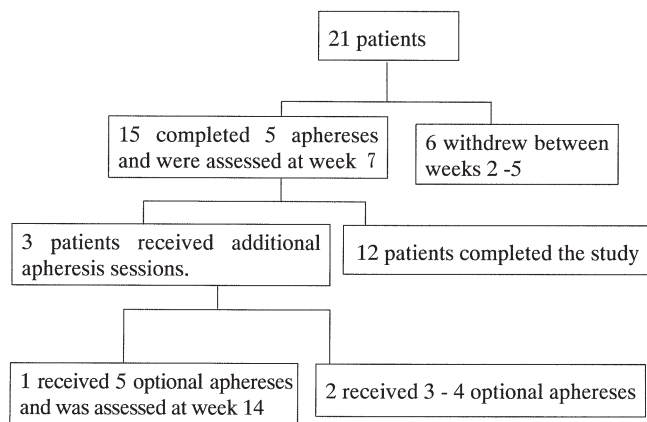 21 patients
15 completed 5 aphereses
and were assessed at week 7
6 withdrew between
weeks 2 -5
3 patients received additional
apheresis sessions.
12 patients completed the study
1 received 5 optional aphereses
and was assessed at week 14
2 received 3 - 4 optional aphereses